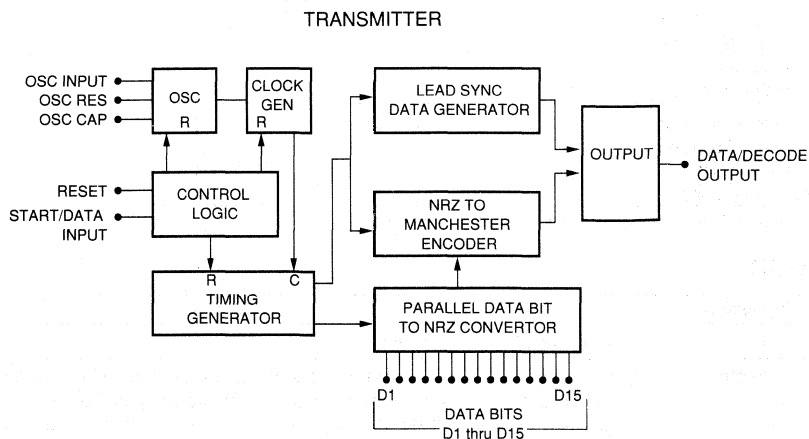 TRANSMITTER
OSC INPUT
OSC RES
OSC CAP
OSC
R
CLOCK
GEN
R
LEAD SYNC
DATA GENERATOR
OUTPUT
DATA/DECODE
OUTPUT
RESET
START/DATA
INPUT
CONTROL
LOGIC
NRZ TO
MANCHESTER
ENCODER
R
C
TIMING
GENERATOR
PARALLEL DATA BIT
TO NRZ CONVERTOR
D1
D15
DATA BITS
D1 thru D15